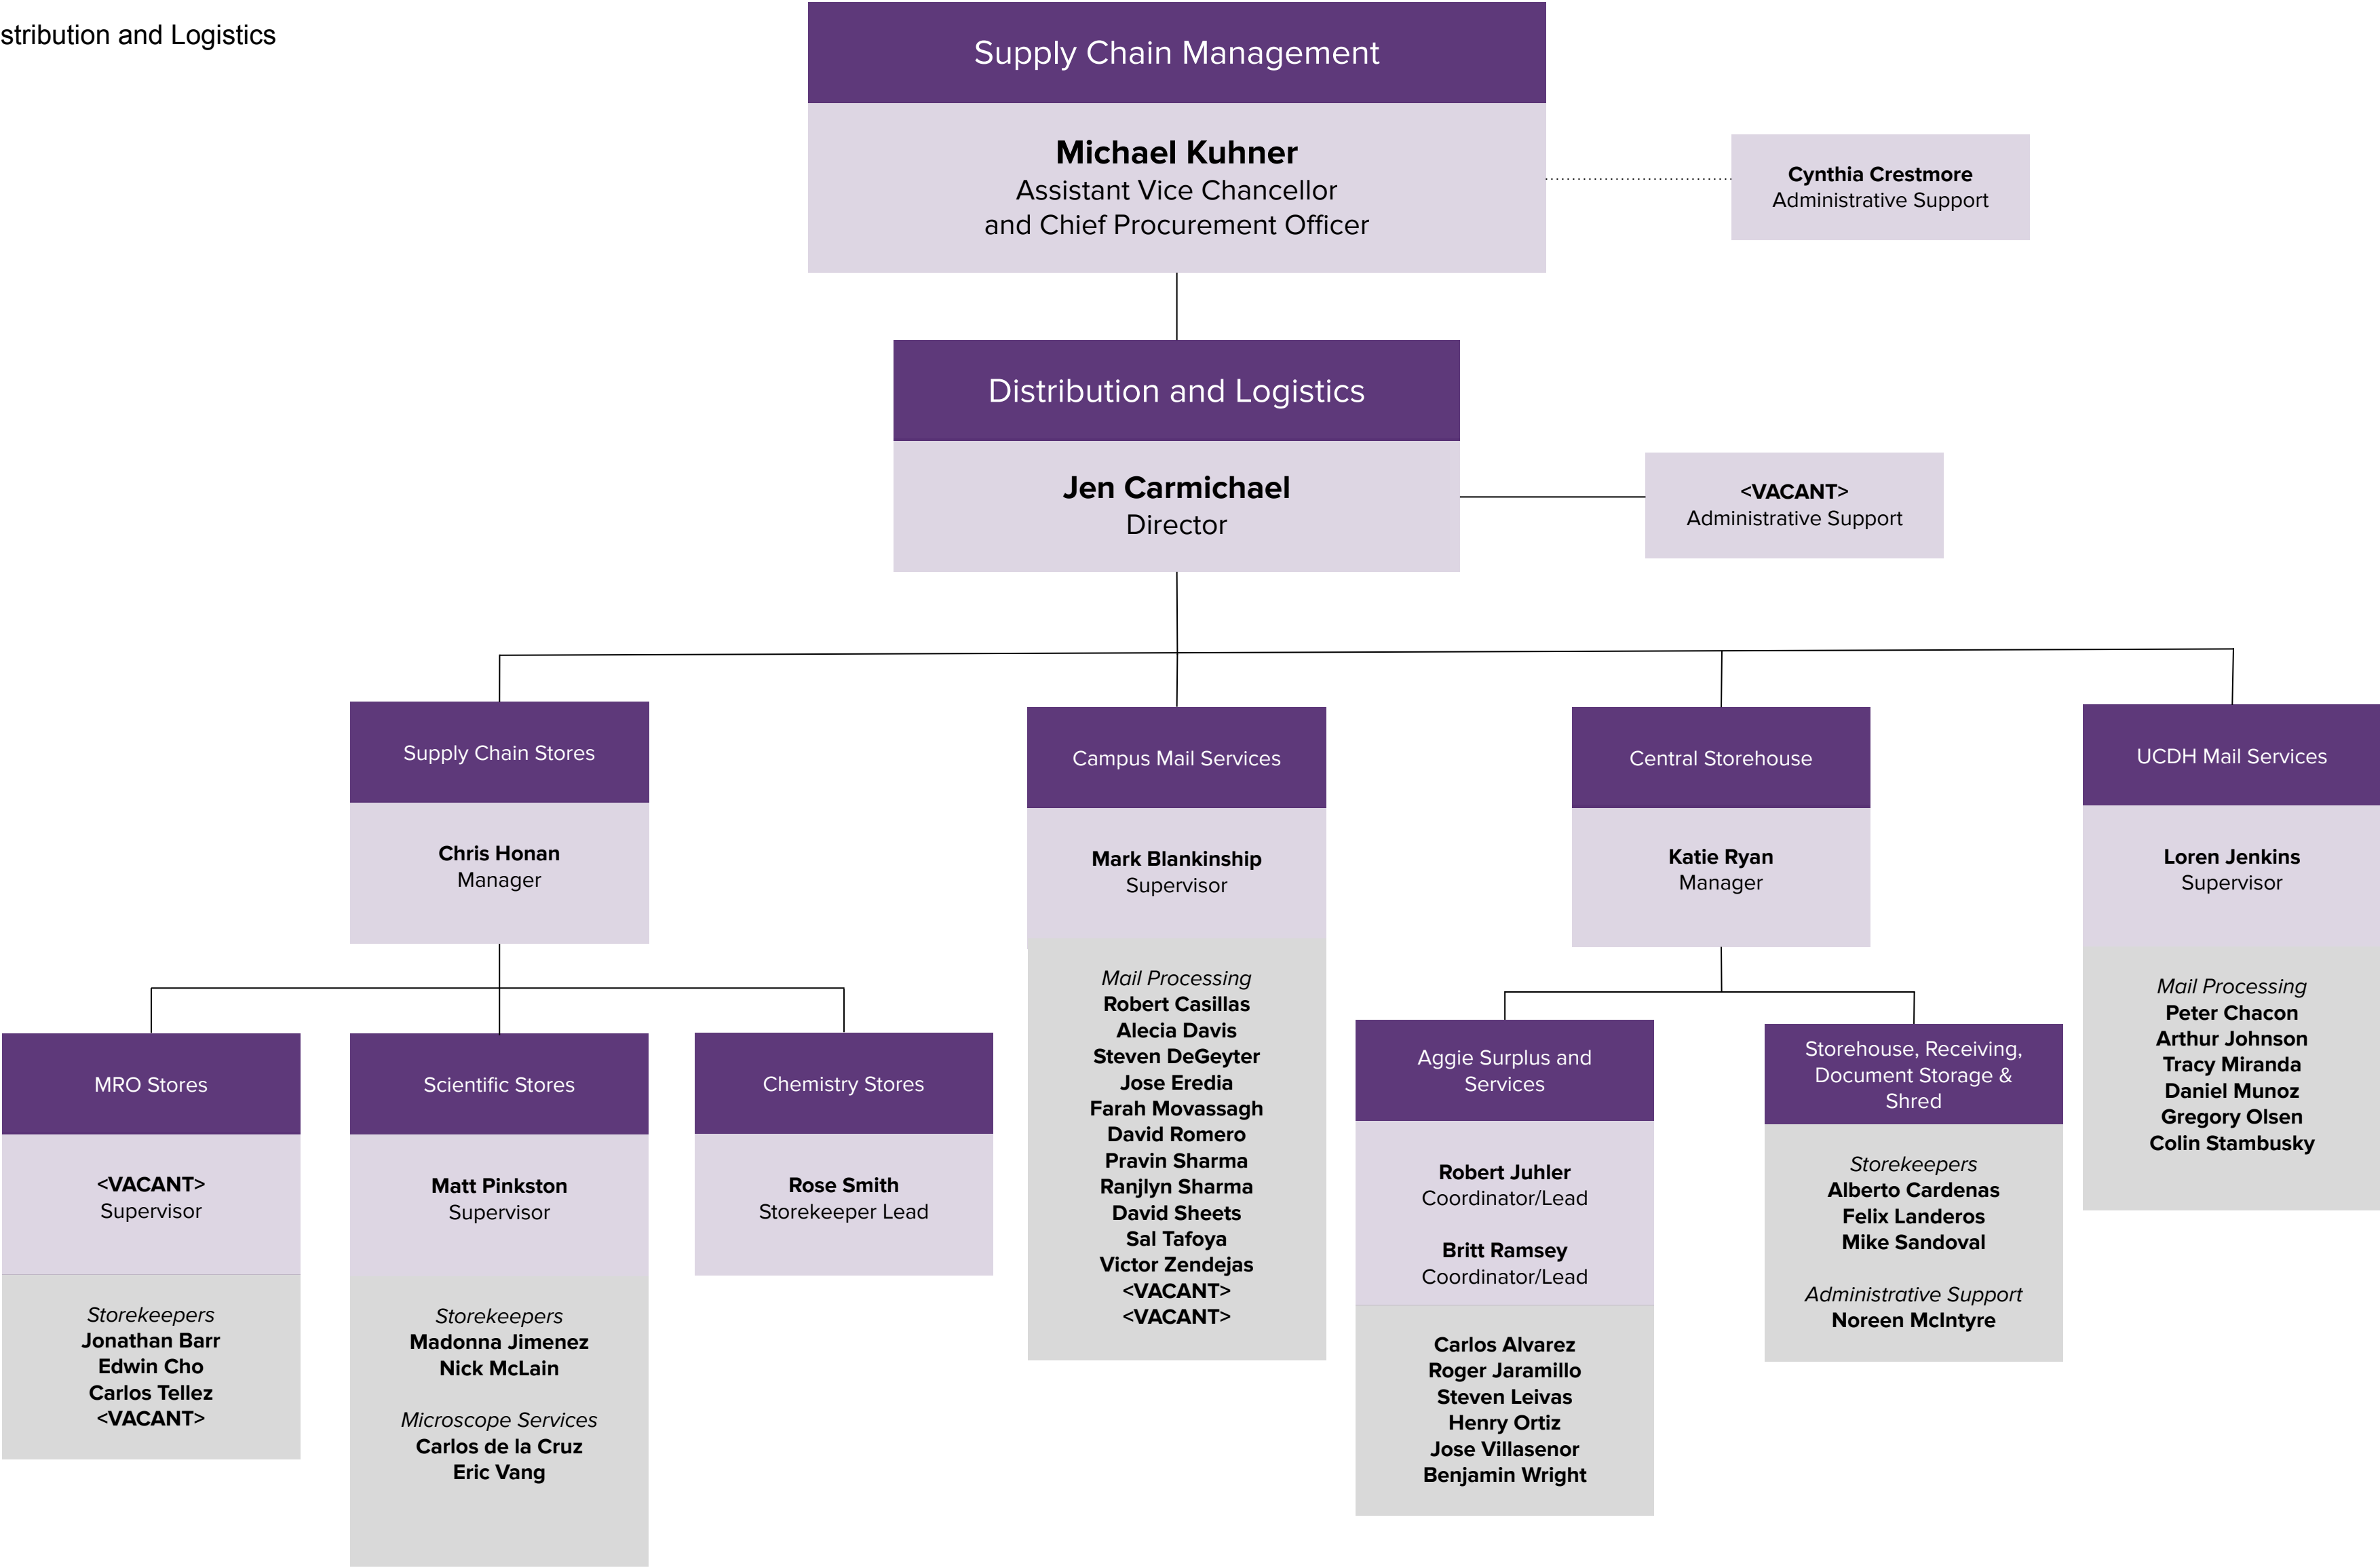 stribution and Logistics
Supply Chain Management
Michael Kuhner
Assistant Vice Chancellor
and Chief Procurement Officer
Cynthia Crestmore
Administrative Support
Distribution and Logistics
Jen Carmichael
Director
<VACANT>
Administrative Support
Supply Chain Stores
Chris Honan
Manager
Campus Mail Services
Mark Blankinship
Supervisor
Mail Processing
Robert Casillas
Alecia Davis
Steven DeGeyter
Jose Eredia
Farah Movassagh
David Romero
Pravin Sharma
Ranjlyn Sharma
David Sheets
Sal Tafoya
Victor Zendejas
<VACANT>
<VACANT>
Central Storehouse
Katie Ryan
Manager
UCDH Mail Services
Loren Jenkins
Supervisor
Mail Processing
Peter Chacon
Arthur Johnson
Tracy Miranda
Daniel Munoz
Gregory Olsen
Colin Stambusky
MRO Stores
<VACANT>
Supervisor
Storekeepers
Jonathan Barr
Edwin Cho
Carlos Tellez
<VACANT>
Scientific Stores
Matt Pinkston
Supervisor
Storekeepers
Madonna Jimenez
Nick McLain
Microscope Services
Carlos de la Cruz
Eric Vang
Chemistry Stores
Rose Smith
Storekeeper Lead
Aggie Surplus and
Services
Robert Juhler
Coordinator/Lead
Britt Ramsey
Coordinator/Lead
Carlos Alvarez
Roger Jaramillo
Steven Leivas
Henry Ortiz
Jose Villasenor
Benjamin Wright
Storehouse, Receiving,
Document Storage &
Shred
Storekeepers
Alberto Cardenas
Felix Landeros
Mike Sandoval
Administrative Support
Noreen McIntyre